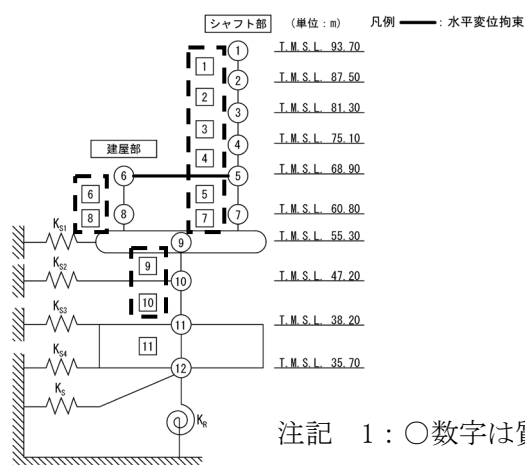 シャフト部 (単位：m) 凡例 ：水平変位拘束
1 1 T.M.S.L. 93.70
2 2 T.M.S.L. 87.50
3 3 T.M.S.L. 81.30
4 4 T.M.S.L. 75.10
建屋部
6 5 T.M.S.L. 68.90
6 5
8 8 7 7 T.M.S.L. 60.80
KS1 9 T.M.S.L. 55.30
9
KS2 10 T.M.S.L. 47.20
10
KS3 11 T.M.S.L. 38.20
11
KS4 12 T.M.S.L. 35.70
KS
KR
注記 1：○数字は